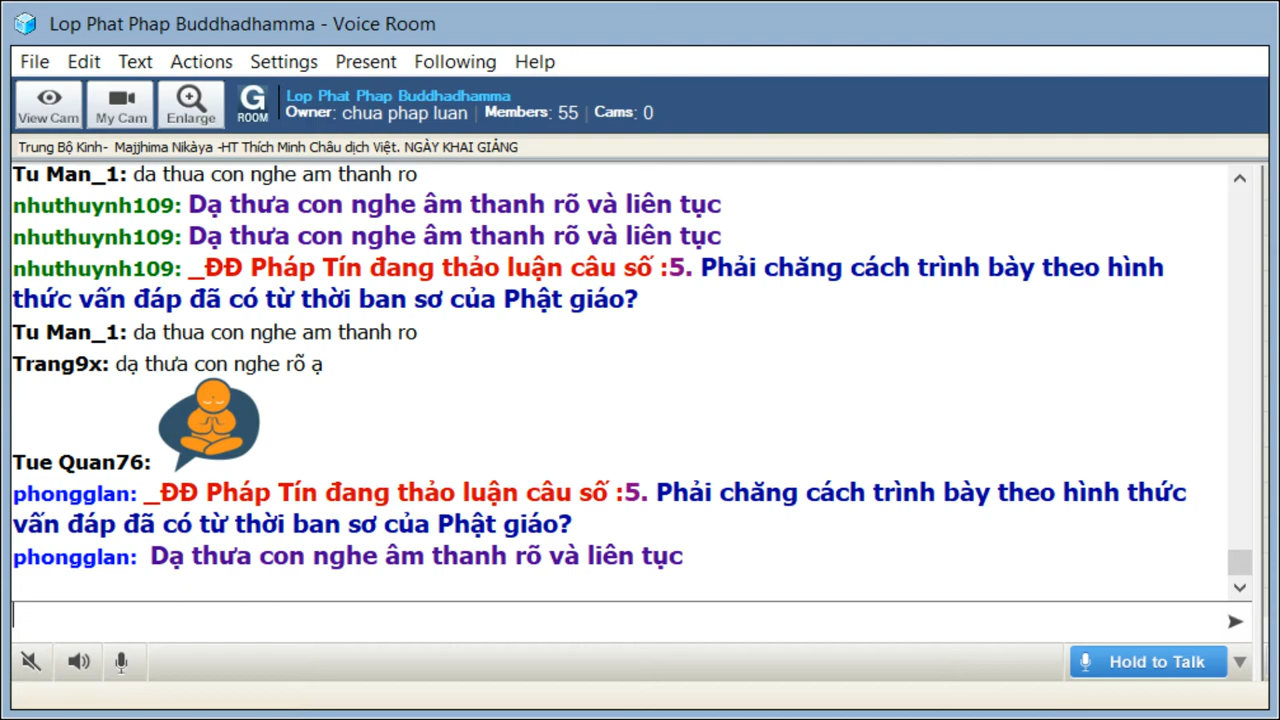 Lop Phat Phap Buddhadhamma - Voice Room
File Edit Text Actions Settings Present Following Help
View Cam My Cam Enlarge G ROOM Lop Phat Phap Buddhadhamma
Owner: chua phap luan | Members: 55 | Cams: 0
Trung Bộ Kinh- Majjhima Nikàya -HT Thích Minh Châu dịch Việt. NGÀY KHAI GIẢNG
Tu Man_1: da thua con nghe am thanh ro
nhuthuynh109: Dạ thưa con nghe âm thanh rõ và liên tục
nhuthuynh109: Dạ thưa con nghe âm thanh rõ và liên tục
nhuthuynh109: _ĐĐ Pháp Tín đang thảo luận câu số :5. Phải chăng cách trình bày theo hình
thức vấn đáp đã có từ thời ban sơ của Phật giáo?
Tu Man_1: da thua con nghe am thanh ro
Trang9x: dạ thưa con nghe rõ ạ
Tue Quan76:
phongglan: _ĐĐ Pháp Tín đang thảo luận câu số :5. Phải chăng cách trình bày theo hình thức
vấn đáp đã có từ thời ban sơ của Phật giáo?
phongglan: Dạ thưa con nghe âm thanh rõ và liên tục
Hold to Talk